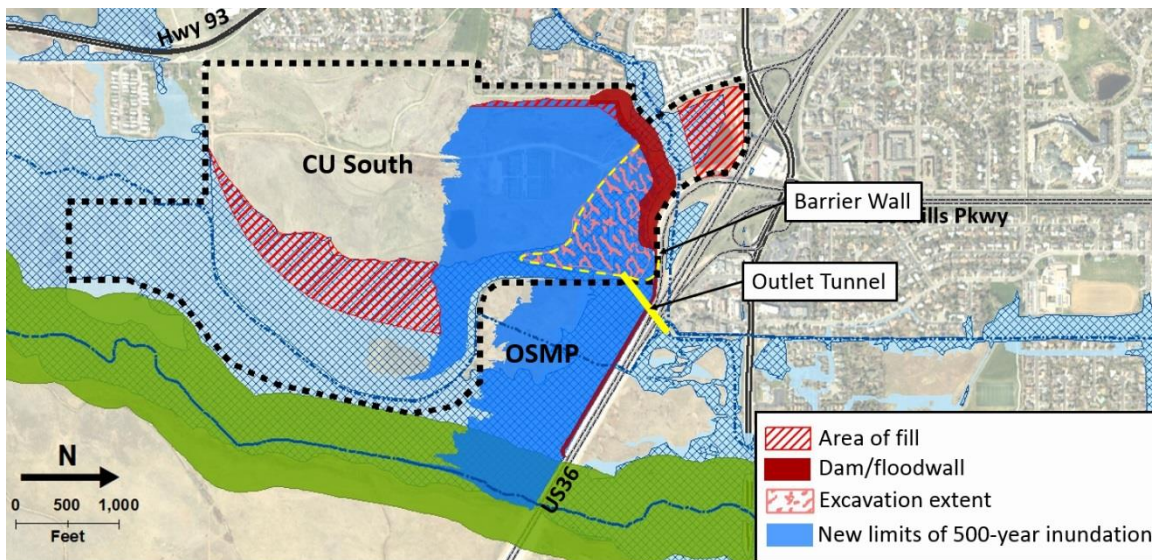 Hwy 93
CU South
Barrier Wall
lls Pkwy
Outlet Tunnel
OSMP
US36
N
0 500 1,000
Feet
Area of fill
Dam/floodwall
Excavation extent
New limits of 500-year inundation